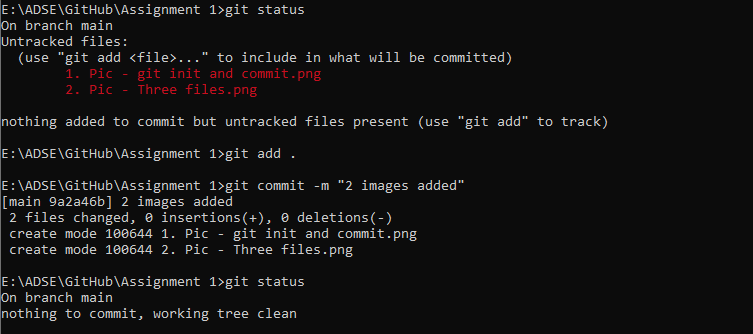 E:\ADSE\GitHub\Assignment 1>git status
On branch main
Untracked files:
  (use "git add <file>..." to include in what will be committed)
        1. Pic - git init and commit.png
        2. Pic - Three files.png

nothing added to commit but untracked files present (use "git add" to track)

E:\ADSE\GitHub\Assignment 1>git add .

E:\ADSE\GitHub\Assignment 1>git commit -m "2 images added"
[main 9a2a46b] 2 images added
 2 files changed, 0 insertions(+), 0 deletions(-)
 create mode 100644 1. Pic - git init and commit.png
 create mode 100644 2. Pic - Three files.png

E:\ADSE\GitHub\Assignment 1>git status
On branch main
nothing to commit, working tree clean